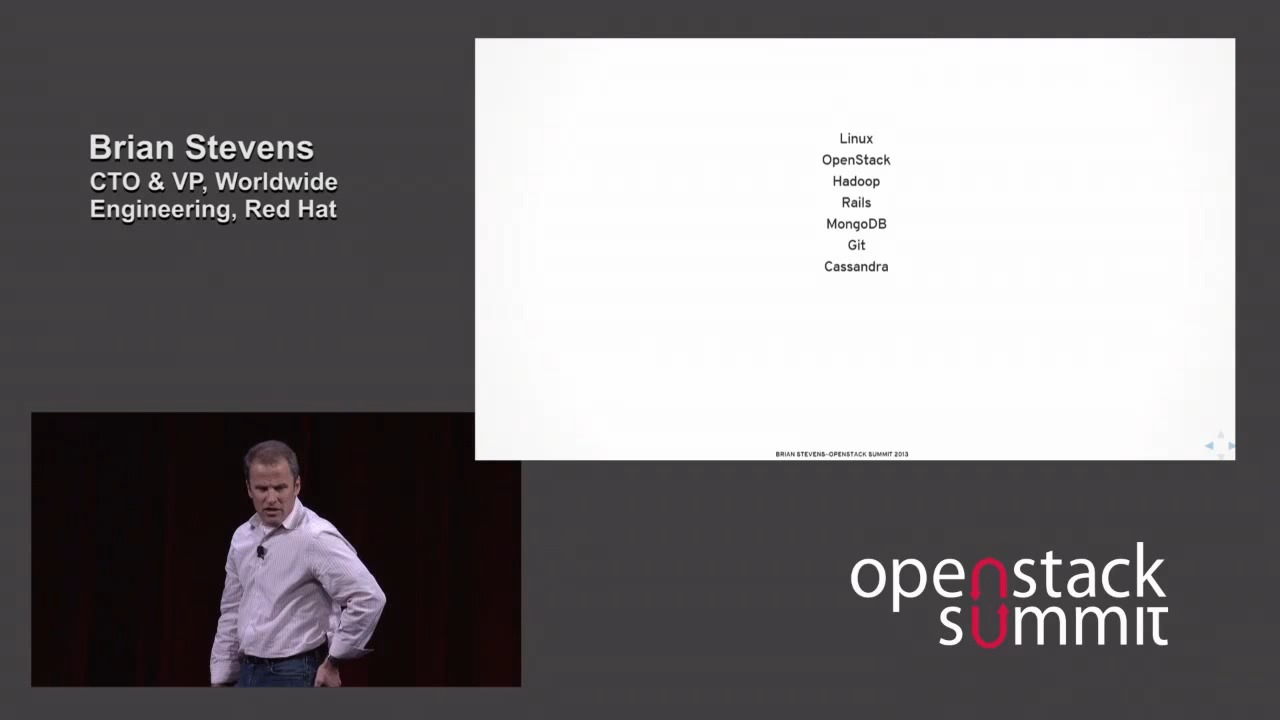 Brian Stevens
CTO & VP, Worldwide
Engineering, Red Hat
Linux
OpenStack
Hadoop
Rails
MongoDB
Git
Cassandra
BRIAN STEVENS--OPENSTACK SUMMIT 2013
openstack
summit